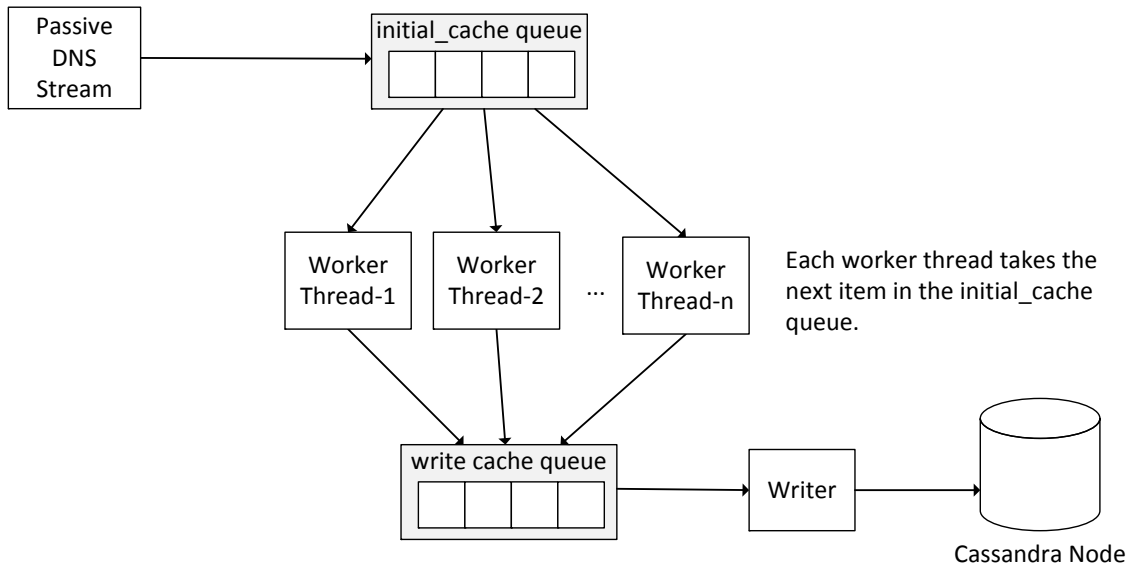 Passive
DNS
Stream
initial_cache queue
Worker
Thread-1
Worker
Thread-2
...
Worker
Thread-n
Each worker thread takes the
next item in the initial_cache
queue.
write cache queue
Writer
Cassandra Node